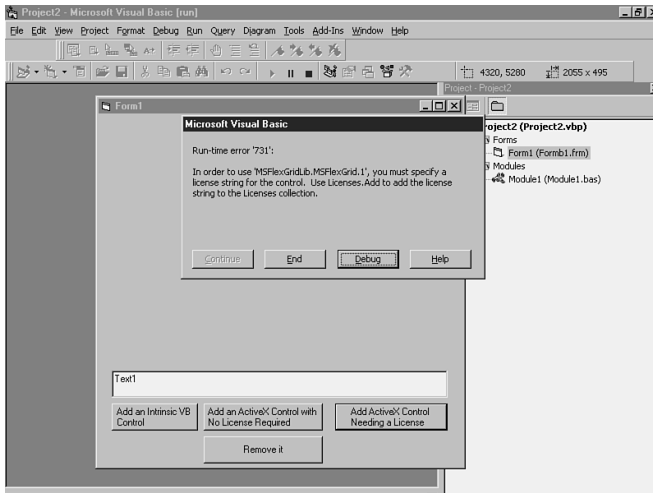 Project2 - Microsoft Visual Basic [run]
File Edit View Project Format Debug Run Query Diagram Tools Add-Ins Window Help
4320, 5280 2055 x 495
Project - Project2
Form1
roject2 (Project2.vbp)
Forms
Form1 (Formb1.frm)
Modules
Module1 (Module1.bas)
Microsoft Visual Basic
Run-time error '731':
In order to use 'MSFlexGridLib.MSFlexGrid.1', you must specify a
license string for the control. Use Licenses.Add to add the license
string to the Licenses collection.
Continue End Debug Help
Text1
Add an Intrinsic VB
Control
Add an ActiveX Control with
No License Required
Add ActiveX Control
Needing a License
Remove it